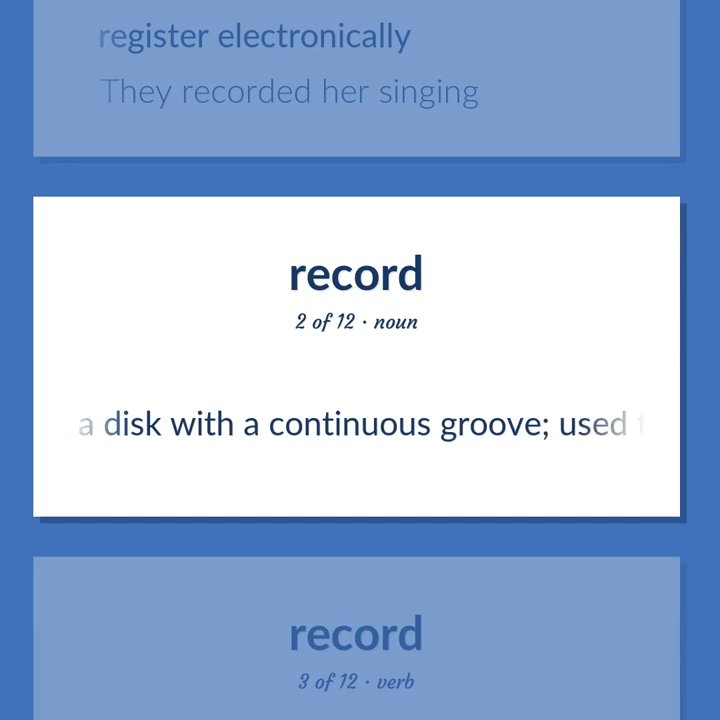 register electronically
They recorded her singing
record
2 of 12 · noun
a disk with a continuous groove; used
record
3 of 12 · verb